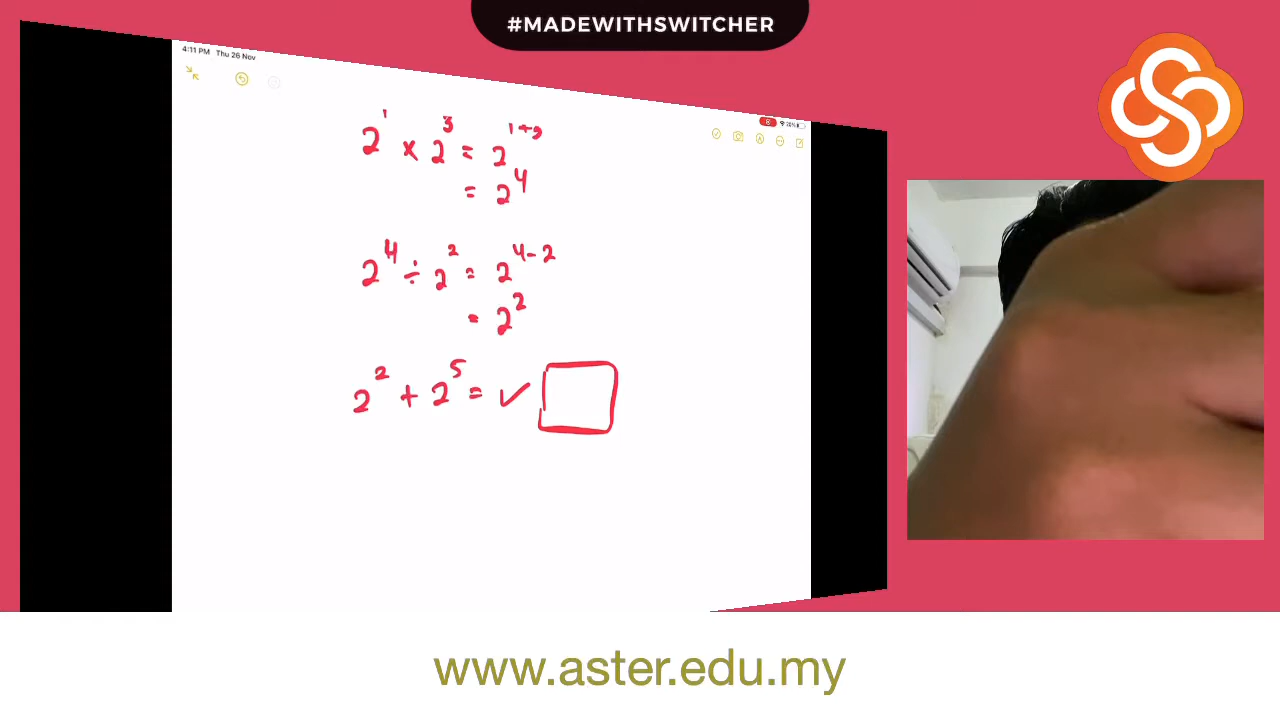 #MADEWITHSWITCHER
4:11 PM Thu 26 Nov
2¹ × 2³ = 2¹⁺³
= 2⁴
2⁴ ÷ 2² = 2⁴⁻²
= 2²
2² + 2⁵ = ✓
www.aster.edu.my